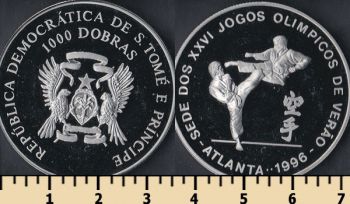 REPÚBLICA DEMOCRÁTICA DE S.TOMÉ E PRÍNCIPE
1000 DOBRAS
SEDE DOS XXVI JOGOS OLIMPICOS DE VERÃO
空手
-ATLANTA··1996-
1 2 3 4 5 6 7